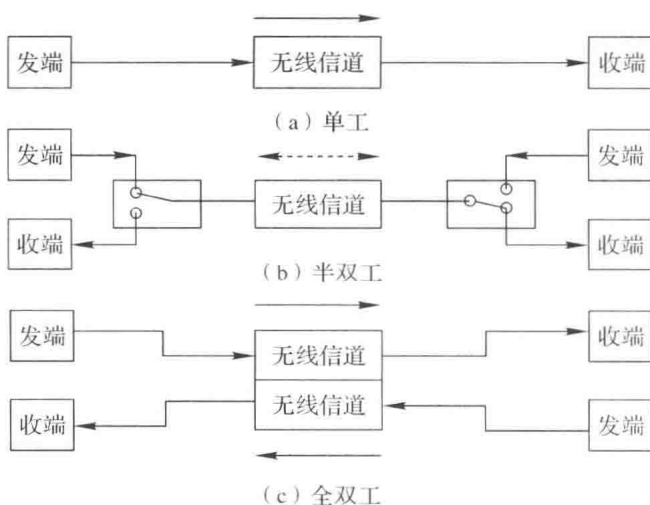 发端 无线信道 收端
(a)单工
发端 发端
无线信道
收端 收端
(b)半双工
发端 无线信道 收端
收端 无线信道 发端
(c)全双工